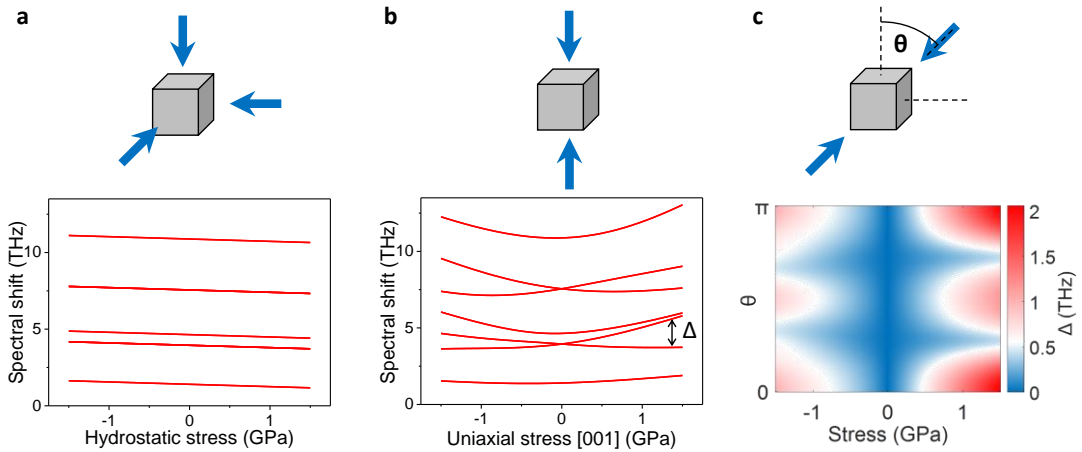 a
b
c
θ
Spectral shift (THz)
10
5
0
-1
0
1
Hydrostatic stress (GPa)
Spectral shift (THz)
10
5
0
Δ
-1
0
1
Uniaxial stress [001] (GPa)
π
θ
0
-1
0
1
Stress (GPa)
2
1.5
1
0.5
0
Δ (THz)